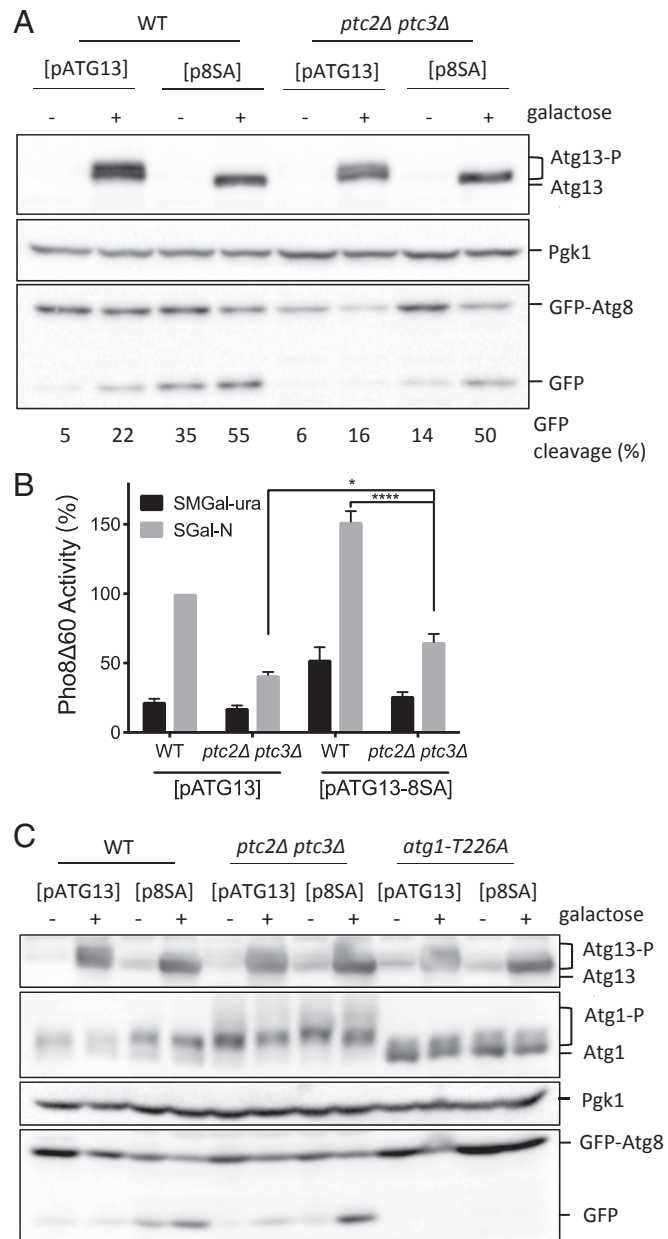 A
WT
ptc2Δ ptc3Δ
[pATG13]
[p8SA]
[pATG13]
[p8SA]
- + - + - + - + galactose
Atg13-P
Atg13
Pgk1
GFP-Atg8
GFP
5 22 35 55 6 16 14 50 GFP cleavage (%)
B
Pho8Δ60 Activity (%)
150
100
50
0
SMGal-ura
SGal-N
*
****
WT ptc2Δ ptc3Δ WT ptc2Δ ptc3Δ
[pATG13] [pATG13-8SA]
C
WT
ptc2Δ ptc3Δ
atg1-T226A
[pATG13] [p8SA] [pATG13] [p8SA] [pATG13] [p8SA]
- + - + - + - + - + - + galactose
Atg13-P
Atg13
Atg1-P
Atg1
Pgk1
GFP-Atg8
GFP